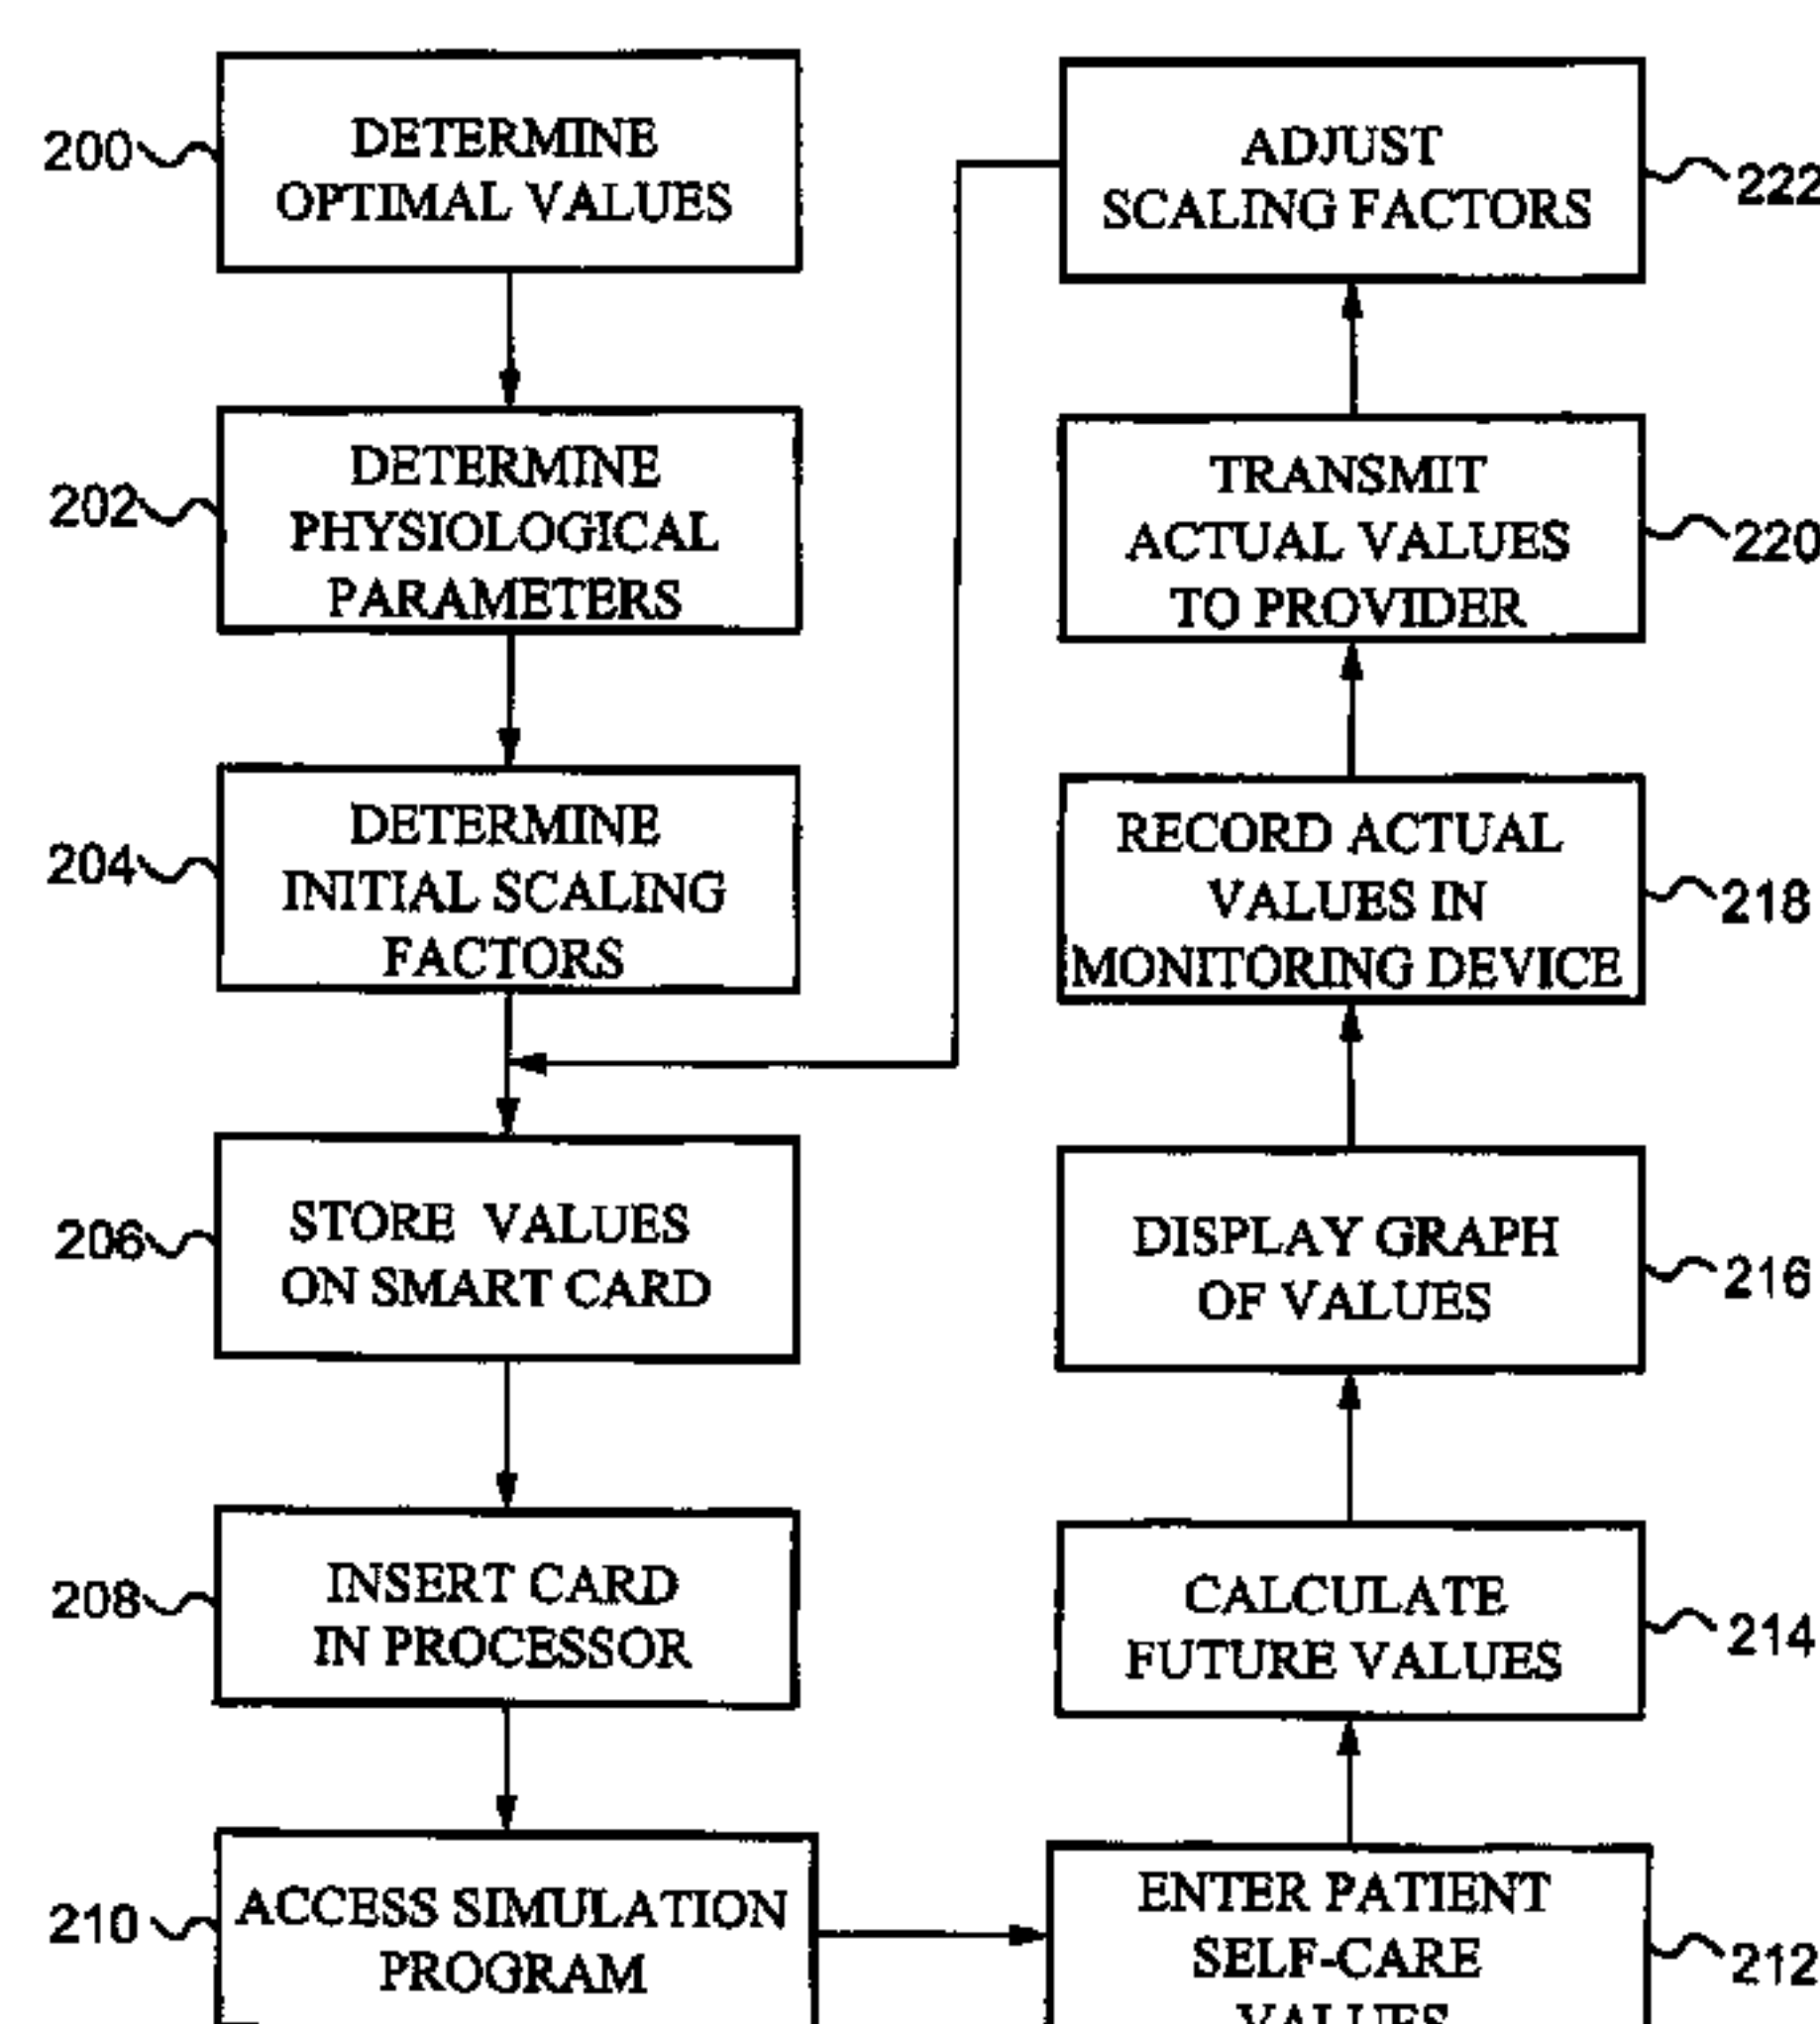 200
DETERMINE
OPTIMAL VALUES
202
DETERMINE
PHYSIOLOGICAL
PARAMETERS
204
DETERMINE
INITIAL SCALING
FACTORS
206
STORE VALUES
ON SMART CARD
208
INSERT CARD
IN PROCESSOR
210
ACCESS SIMULATION
PROGRAM
ENTER PATIENT
SELF-CARE
VALUES
212
CALCULATE
FUTURE VALUES
214
DISPLAY GRAPH
OF VALUES
216
RECORD ACTUAL
VALUES IN
MONITORING DEVICE
218
TRANSMIT
ACTUAL VALUES
TO PROVIDER
220
ADJUST
SCALING FACTORS
222